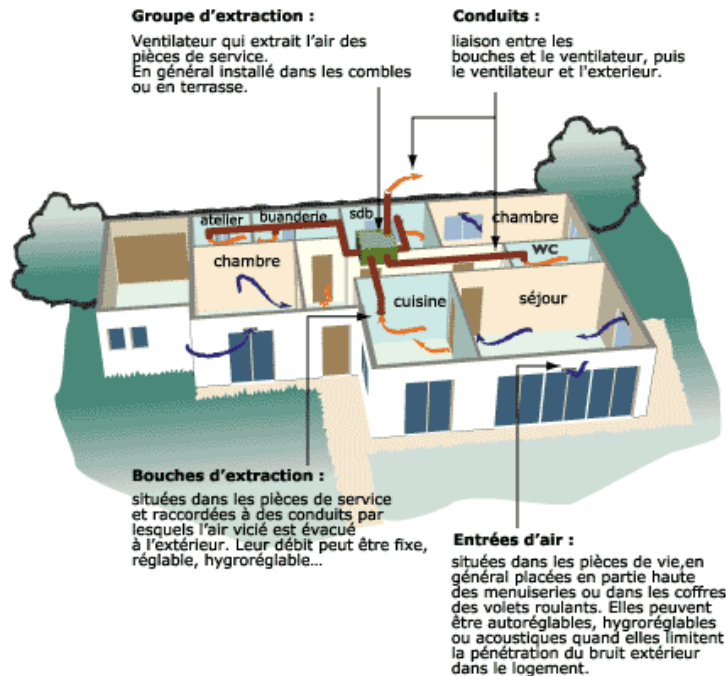 Groupe d'extraction :
Ventilateur qui extrait l'air des
pièces de service.
En général installé dans les combles
ou en terrasse.
Conduits :
liaison entre les
bouches et le ventilateur, puis
le ventilateur et l'exterieur.
atelier
buanderie
sdb
chambre
WC
chambre
cuisine
séjour
Bouches d'extraction :
situées dans les pièces de service
et raccordées à des conduits par
lesquels l'air vicié est évacué
à l'extérieur. Leur débit peut être fixe,
réglable, hygroréglable...
Entrées d'air :
situées dans les pièces de vie,en
général placées en partie haute
des menuiseries ou dans les coffres
des volets roulants. Elles peuvent
être autoréglables, hygroréglables
ou acoustiques quand elles limitent
la pénétration du bruit extérieur
dans le logement.